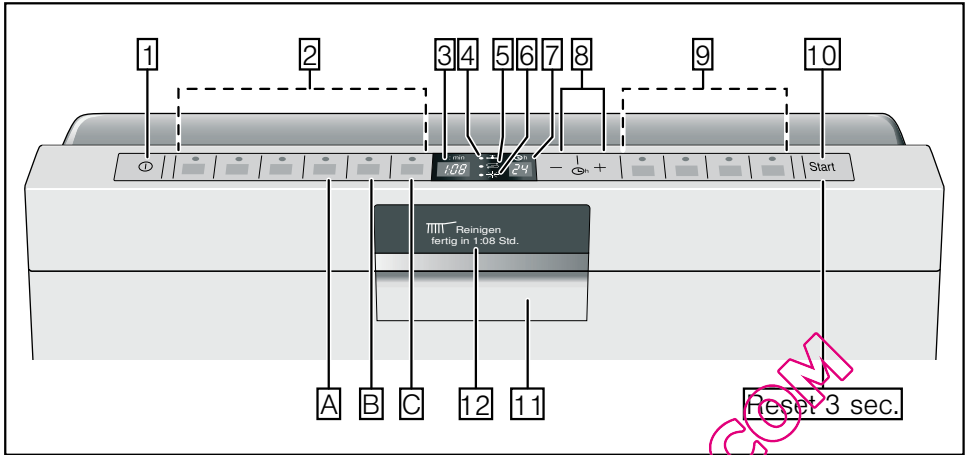 1 2 3 4 5 6 7 8 9 10
min h
1:08 24 − h + Start
Reinigen
fertig in 1:08 Std.
A B C 12 11
Reset 3 sec.
COM